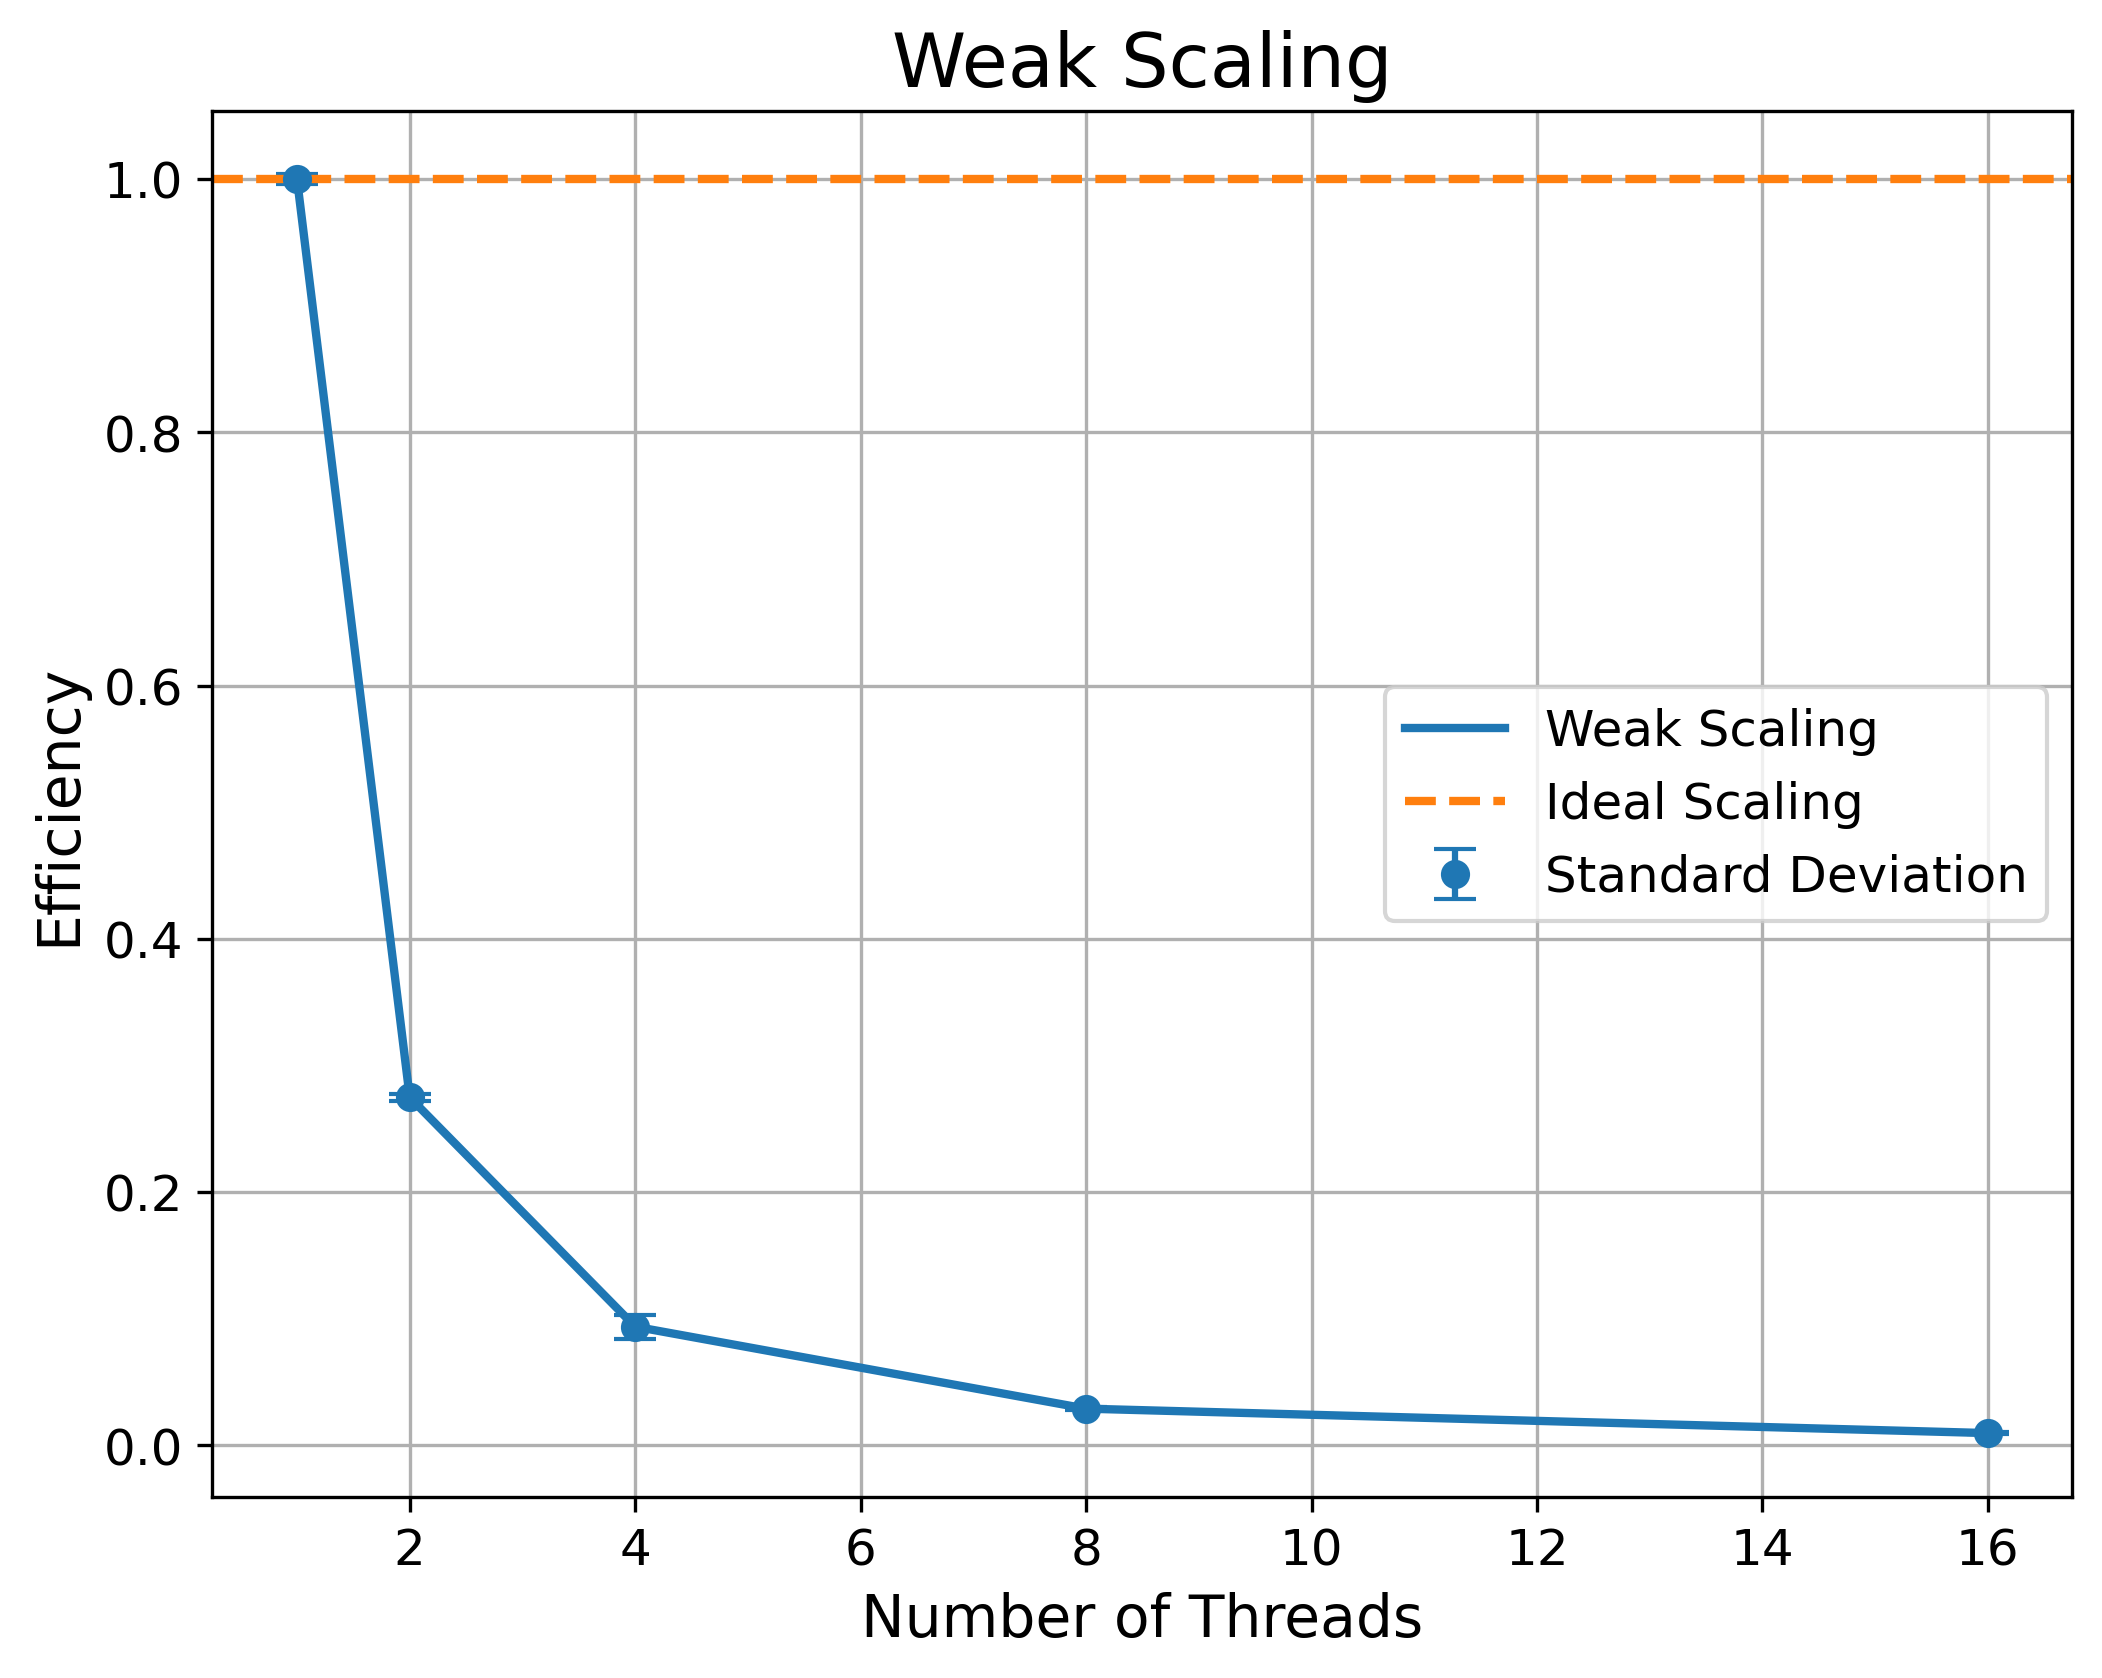 Weak Scaling
1.0
0.8
0.6
0.4
0.2
0.0
Efficiency
Weak Scaling
Ideal Scaling
Standard Deviation
2 4 6 8 10 12 14 16
Number of Threads